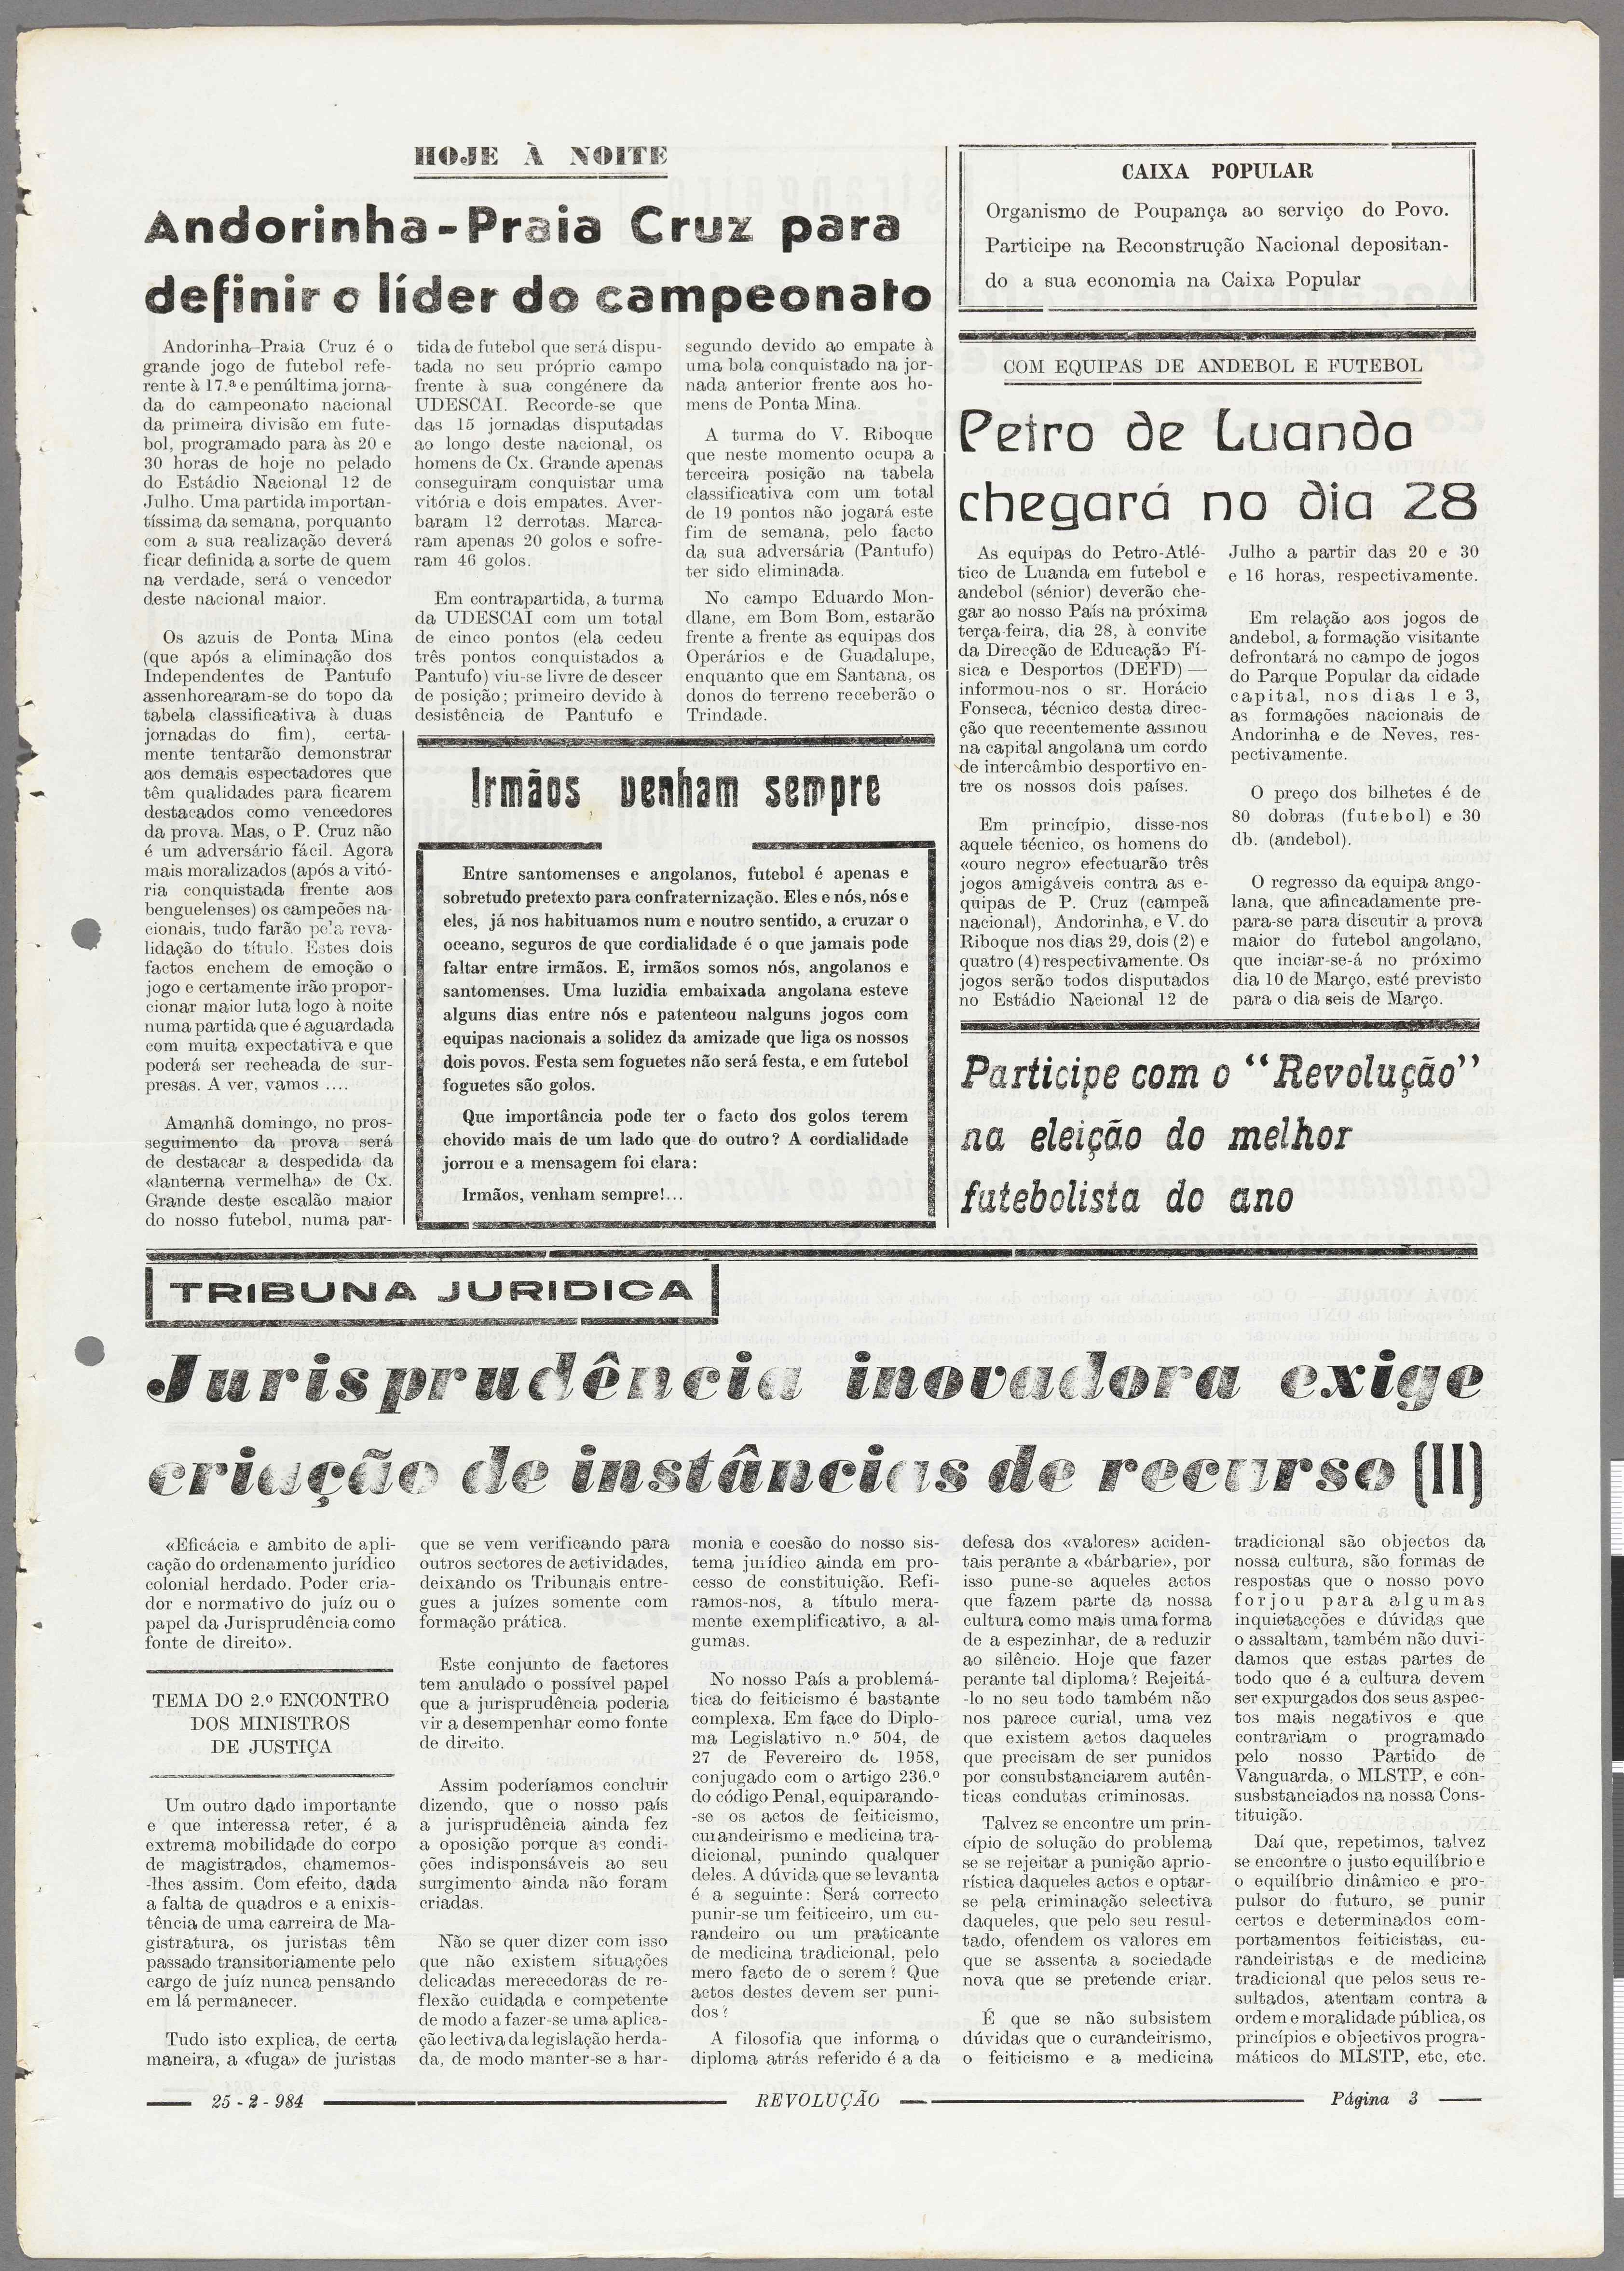 HOJE À NOITE
Andorinha-Praia Cruz para
definir o líder do campeonato
Andorinha–Praia Cruz é o
grande jogo de futebol refe-
rente à 17.ª e penúltima jorna-
da do campeonato nacional
da primeira divisão em fute-
bol, programado para às 20 e
30 horas de hoje no pelado
do Estádio Nacional 12 de
Julho. Uma partida importan-
tíssima da semana, porquanto
com a sua realização deverá
ficar definida a sorte de quem
na verdade, será o vencedor
deste nacional maior.
Os azuis de Ponta Mina
(que após a eliminação dos
Independentes de Pantufo
assenhorearam-se do topo da
tabela classificativa à duas
jornadas do fim), certa-
mente tentarão demonstrar
aos demais espectadores que
têm qualidades para ficarem
destacados como vencedores
da prova. Mas, o P. Cruz não
é um adversário fácil. Agora
mais moralizados (após a vitó-
ria conquistada frente aos
benguelenses) os campeões na-
cionais, tudo farão pe'a reva-
lidação do título. Estes dois
factos enchem de emoção o
jogo e certamente irão propor-
cionar maior luta logo à noite
numa partida que é aguardada
com muita expectativa e que
poderá ser recheada de sur-
presas. A ver, vamos ....
Amanhã domingo, no pros-
seguimento da prova será
de destacar a despedida da
«lanterna vermelha» de Cx.
Grande deste escalão maior
do nosso futebol, numa par-
tida de futebol que será dispu-
tada no seu próprio campo
frente à sua congénere da
UDESCAI. Recorde-se que
das 15 jornadas disputadas
ao longo deste nacional, os
homens de Cx. Grande apenas
conseguiram conquistar uma
vitória e dois empates. Aver-
baram 12 derrotas. Marca-
ram apenas 20 golos e sofre-
ram 46 golos.
Em contrapartida, a turma
da UDESCAI com um total
de cinco pontos (ela cedeu
três pontos conquistados a
Pantufo) viu-se livre de descer
de posição; primeiro devido à
desistência de Pantufo e
segundo devido ao empate à
uma bola conquistado na jor-
nada anterior frente aos ho-
mens de Ponta Mina.
A turma do V. Riboque
que neste momento ocupa a
terceira posição na tabela
classificativa com um total
de 19 pontos não jogará este
fim de semana, pelo facto
da sua adversária (Pantufo)
ter sido eliminada.
No campo Eduardo Mon-
dlane, em Bom Bom, estarão
frente a frente as equipas dos
Operários e de Guadalupe,
enquanto que em Santana, os
donos do terreno receberão o
Trindade.
Irmãos venham sempre
Entre santomenses e angolanos, futebol é apenas e
sobretudo pretexto para confraternização. Eles e nós, nós e
eles, já nos habituamos num e noutro sentido, a cruzar o
oceano, seguros de que cordialidade é o que jamais pode
faltar entre irmãos. E, irmãos somos nós, angolanos e
santomenses. Uma luzidia embaixada angolana esteve
alguns dias entre nós e patenteou nalguns jogos com
equipas nacionais a solidez da amizade que liga os nossos
dois povos. Festa sem foguetes não será festa, e em futebol
foguetes são golos.
Que importância pode ter o facto dos golos terem
chovido mais de um lado que do outro? A cordialidade
jorrou e a mensagem foi clara:
Irmãos, venham sempre!...
CAIXA POPULAR
Organismo de Poupança ao serviço do Povo.
Participe na Reconstrução Nacional depositan-
do a sua economia na Caixa Popular
COM EQUIPAS DE ANDEBOL E FUTEBOL
Petro de Luanda
chegará no dia 28
As equipas do Petro-Atlé-
tico de Luanda em futebol e
andebol (sénior) deverão che-
gar ao nosso País na próxima
terça-feira, dia 28, à convite
da Direcção de Educação Fí-
sica e Desportos (DEFD) —
informou-nos o sr. Horácio
Fonseca, técnico desta direc-
ção que recentemente assinou
na capital angolana um cordo
de intercâmbio desportivo en-
tre os nossos dois países.
Em princípio, disse-nos
aquele técnico, os homens do
«ouro negro» efectuarão três
jogos amigáveis contra as e-
quipas de P. Cruz (campeã
nacional), Andorinha, e V. do
Riboque nos dias 29, dois (2) e
quatro (4) respectivamente. Os
jogos serão todos disputados
no Estádio Nacional 12 de
Julho a partir das 20 e 30
e 16 horas, respectivamente.
Em relação aos jogos de
andebol, a formação visitante
defrontará no campo de jogos
do Parque Popular da cidade
capital, nos dias 1 e 3,
as formações nacionais de
Andorinha e de Neves, res-
pectivamente.
O preço dos bilhetes é de
80 dobras (futebol) e 30
db. (andebol).
O regresso da equipa ango-
lana, que afincadamente pre-
para-se para discutir a prova
maior do futebol angolano,
que inciar-se-á no próximo
dia 10 de Março, esté previsto
para o dia seis de Março.
Participe com o "Revolução"
na eleição do melhor
futebolista do ano
TRIBUNA JURIDICA
Jurisprudência inovadora exige
criação de instâncias de recurso (II)
«Eficácia e ambito de apli-
cação do ordenamento jurídico
colonial herdado. Poder cria-
dor e normativo do juíz ou o
papel da Jurisprudência como
fonte de direito».
TEMA DO 2.º ENCONTRO
DOS MINISTROS
DE JUSTIÇA
Um outro dado importante
e que interessa reter, é a
extrema mobilidade do corpo
de magistrados, chamemos-
-lhes assim. Com efeito, dada
a falta de quadros e a enixis-
tência de uma carreira de Ma-
gistratura, os juristas têm
passado transitoriamente pelo
cargo de juíz nunca pensando
em lá permanecer.
Tudo isto explica, de certa
maneira, a «fuga» de juristas
que se vem verificando para
outros sectores de actividades,
deixando os Tribunais entre-
gues a juízes somente com
formação prática.
Este conjunto de factores
tem anulado o possível papel
que a jurisprudência poderia
vir a desempenhar como fonte
de direito.
Assim poderíamos concluir
dizendo, que o nosso país
a jurisprudência ainda fez
a oposição porque as condi-
ções indisponsáveis ao seu
surgimento ainda não foram
criadas.
Não se quer dizer com isso
que não existem situações
delicadas merecedoras de re-
flexão cuidada e competente
de modo a fazer-se uma aplica-
ção lectiva da legislação herda-
da, de modo manter-se a har-
monia e coesão do nosso sis-
tema jurídico ainda em pro-
cesso de constituição. Refi-
ramos-nos, a título mera-
mente exemplificativo, a al-
gumas.
No nosso País a problemá-
tica do feiticismo é bastante
complexa. Em face do Diplo-
ma Legislativo n.º 504, de
27 de Fevereiro de 1958,
conjugado com o artigo 236.º
do código Penal, equiparando-
-se os actos de feiticismo,
curandeirismo e medicina tra-
dicional, punindo qualquer
deles. A dúvida que se levanta
é a seguinte: Será correcto
punir-se um feiticeiro, um cu-
randeiro ou um praticante
de medicina tradicional, pelo
mero facto de o serem? Que
actos destes devem ser puni-
dos?
A filosofia que informa o
diploma atrás referido é a da
defesa dos «valores» aciden-
tais perante a «bárbarie», por
isso pune-se aqueles actos
que fazem parte da nossa
cultura como mais uma forma
de a espezinhar, de a reduzir
ao silêncio. Hoje que fazer
perante tal diploma? Rejeitá-
-lo no seu todo também não
nos parece curial, uma vez
que existem actos daqueles
que precisam de ser punidos
por consubstanciarem autên-
ticas condutas criminosas.
Talvez se encontre um prin-
cípio de solução do problema
se se rejeitar a punição aprio-
rística daqueles actos e optar-
se pela criminação selectiva
daqueles, que pelo seu resul-
tado, ofendem os valores em
que se assenta a sociedade
nova que se pretende criar.
É que se não subsistem
dúvidas que o curandeirismo,
o feiticismo e a medicina
tradicional são objectos da
nossa cultura, são formas de
respostas que o nosso povo
forjou para algumas
inquietacções e dúvidas que
o assaltam, também não duvi-
damos que estas partes de
todo que é a cultura devem
ser expurgados dos seus aspec-
tos mais negativos e que
contrariam o programado
pelo nosso Partido de
Vanguarda, o MLSTP, e con-
susbstanciados na nossa Cons-
tituição.
Daí que, repetimos, talvez
se encontre o justo equilíbrio e
o equilíbrio dinâmico e pro-
pulsor do futuro, se punir
certos e determinados com-
portamentos feiticistas, cu-
randeiristas e de medicina
tradicional que pelos seus re-
sultados, atentam contra a
ordem e moralidade pública, os
princípios e objectivos progra-
máticos do MLSTP, etc, etc.
25 - 2 - 984
REVOLUÇÃO
Página 3